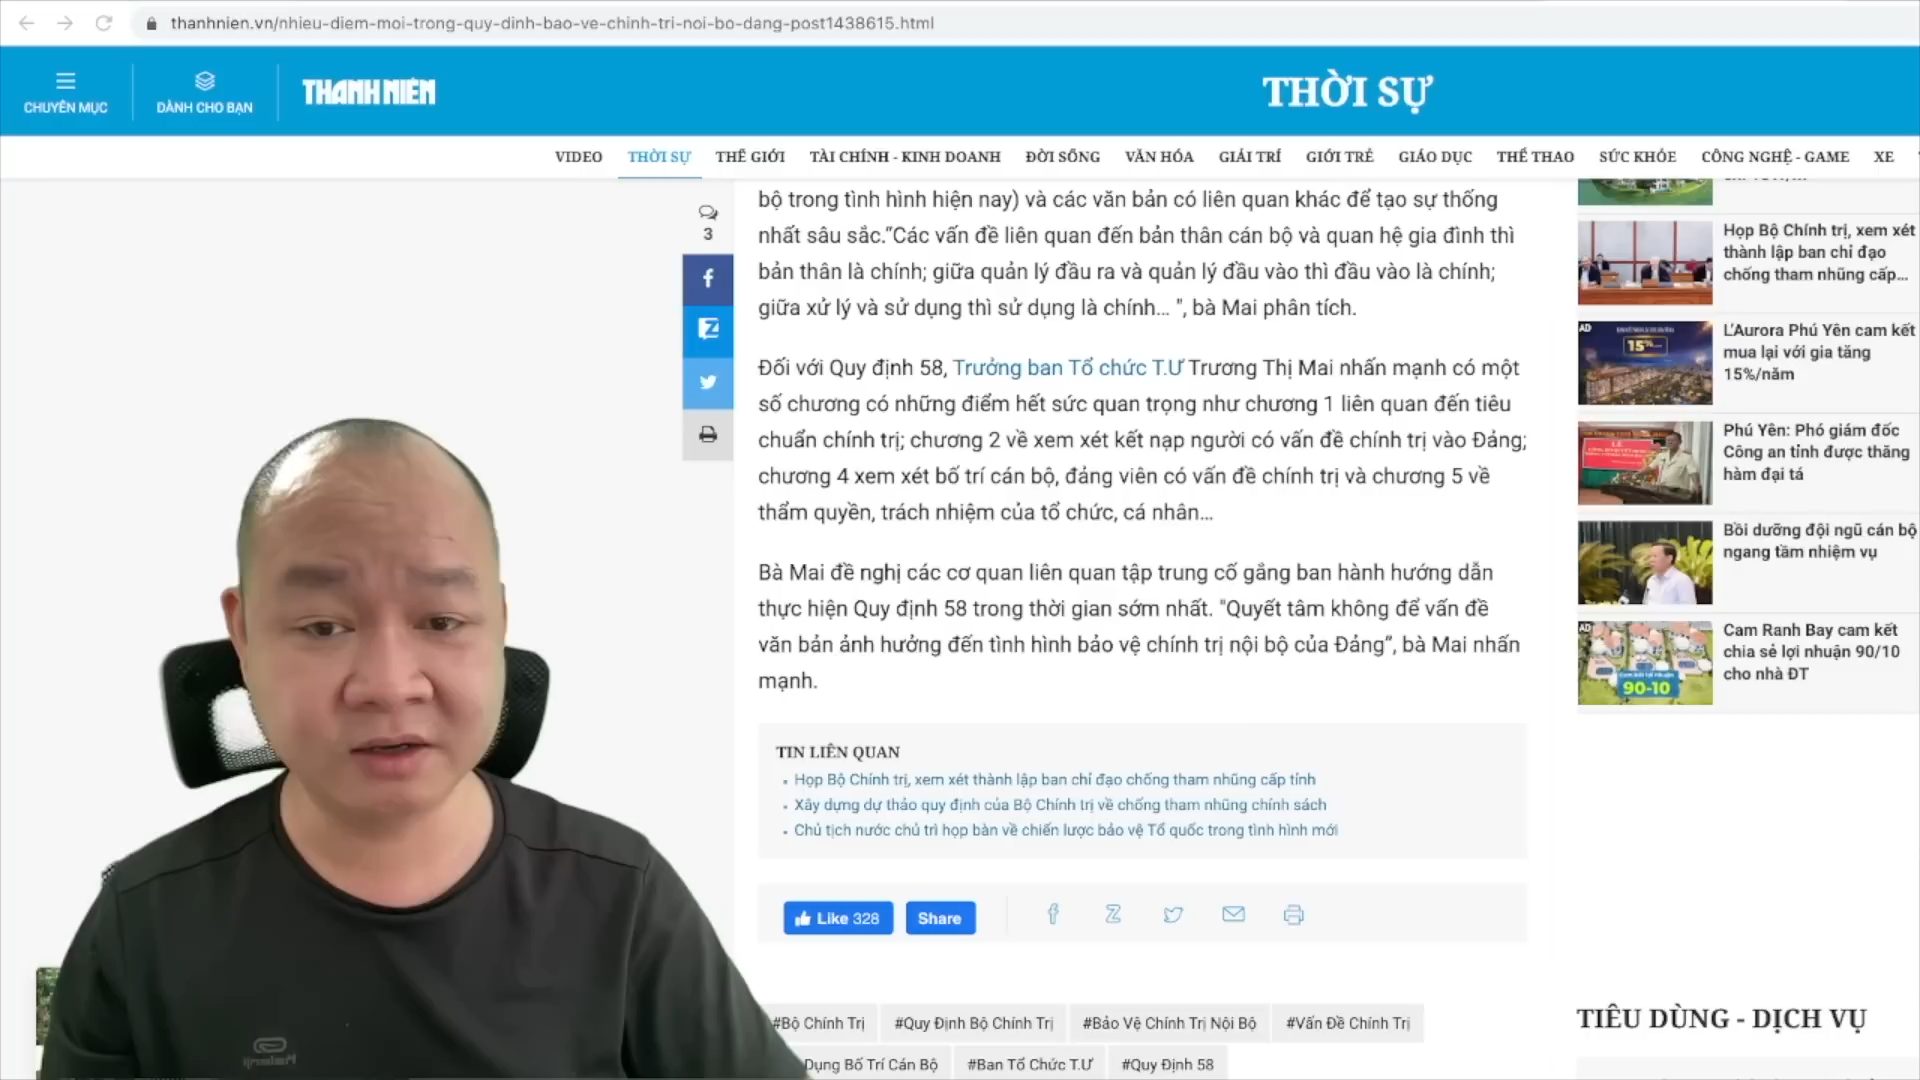 thanhnien.vn/nhieu-diem-moi-trong-quy-dinh-bao-ve-chinh-tri-noi-bo-dang-post1438615.html
CHUYÊN MỤC
DÀNH CHO BẠN
THANH NIÊN
THỜI SỰ
VIDEO THỜI SỰ THẾ GIỚI TÀI CHÍNH - KINH DOANH ĐỜI SỐNG VĂN HÓA GIẢI TRÍ GIỚI TRẺ GIÁO DỤC THỂ THAO SỨC KHỎE CÔNG NGHỆ - GAME XE
3
bộ trong tình hình hiện nay) và các văn bản có liên quan khác để tạo sự thống
nhất sâu sắc.“Các vấn đề liên quan đến bản thân cán bộ và quan hệ gia đình thì
bản thân là chính; giữa quản lý đầu ra và quản lý đầu vào thì đầu vào là chính;
giữa xử lý và sử dụng thì sử dụng là chính... ", bà Mai phân tích.
Đối với Quy định 58, Trưởng ban Tổ chức T.Ư Trương Thị Mai nhấn mạnh có một
số chương có những điểm hết sức quan trọng như chương 1 liên quan đến tiêu
chuẩn chính trị; chương 2 về xem xét kết nạp người có vấn đề chính trị vào Đảng;
chương 4 xem xét bố trí cán bộ, đảng viên có vấn đề chính trị và chương 5 về
thẩm quyền, trách nhiệm của tổ chức, cá nhân...
Bà Mai đề nghị các cơ quan liên quan tập trung cố gắng ban hành hướng dẫn
thực hiện Quy định 58 trong thời gian sớm nhất. "Quyết tâm không để vấn đề
văn bản ảnh hưởng đến tình hình bảo vệ chính trị nội bộ của Đảng”, bà Mai nhấn
mạnh.
TIN LIÊN QUAN
Họp Bộ Chính trị, xem xét thành lập ban chỉ đạo chống tham nhũng cấp tỉnh
Xây dựng dự thảo quy định của Bộ Chính trị về chống tham nhũng chính sách
Chủ tịch nước chủ trì họp bàn về chiến lược bảo vệ Tổ quốc trong tình hình mới
Like 328
Share
#Bộ Chính Trị #Quy Định Bộ Chính Trị #Bảo Vệ Chính Trị Nội Bộ #Vấn Đề Chính Trị
Dụng Bố Trí Cán Bộ #Ban Tổ Chức T.Ư #Quy Định 58
Họp Bộ Chính trị, xem xét
thành lập ban chỉ đạo
chống tham nhũng cấp...
AD
15%
L'Aurora Phú Yên cam kết
mua lại với gia tăng
15%/năm
Phú Yên: Phó giám đốc
Công an tỉnh được thăng
hàm đại tá
Bồi dưỡng đội ngũ cán bộ
ngang tầm nhiệm vụ
AD
90-10
Cam Ranh Bay cam kết
chia sẻ lợi nhuận 90/10
cho nhà ĐT
TIÊU DÙNG - DỊCH VỤ